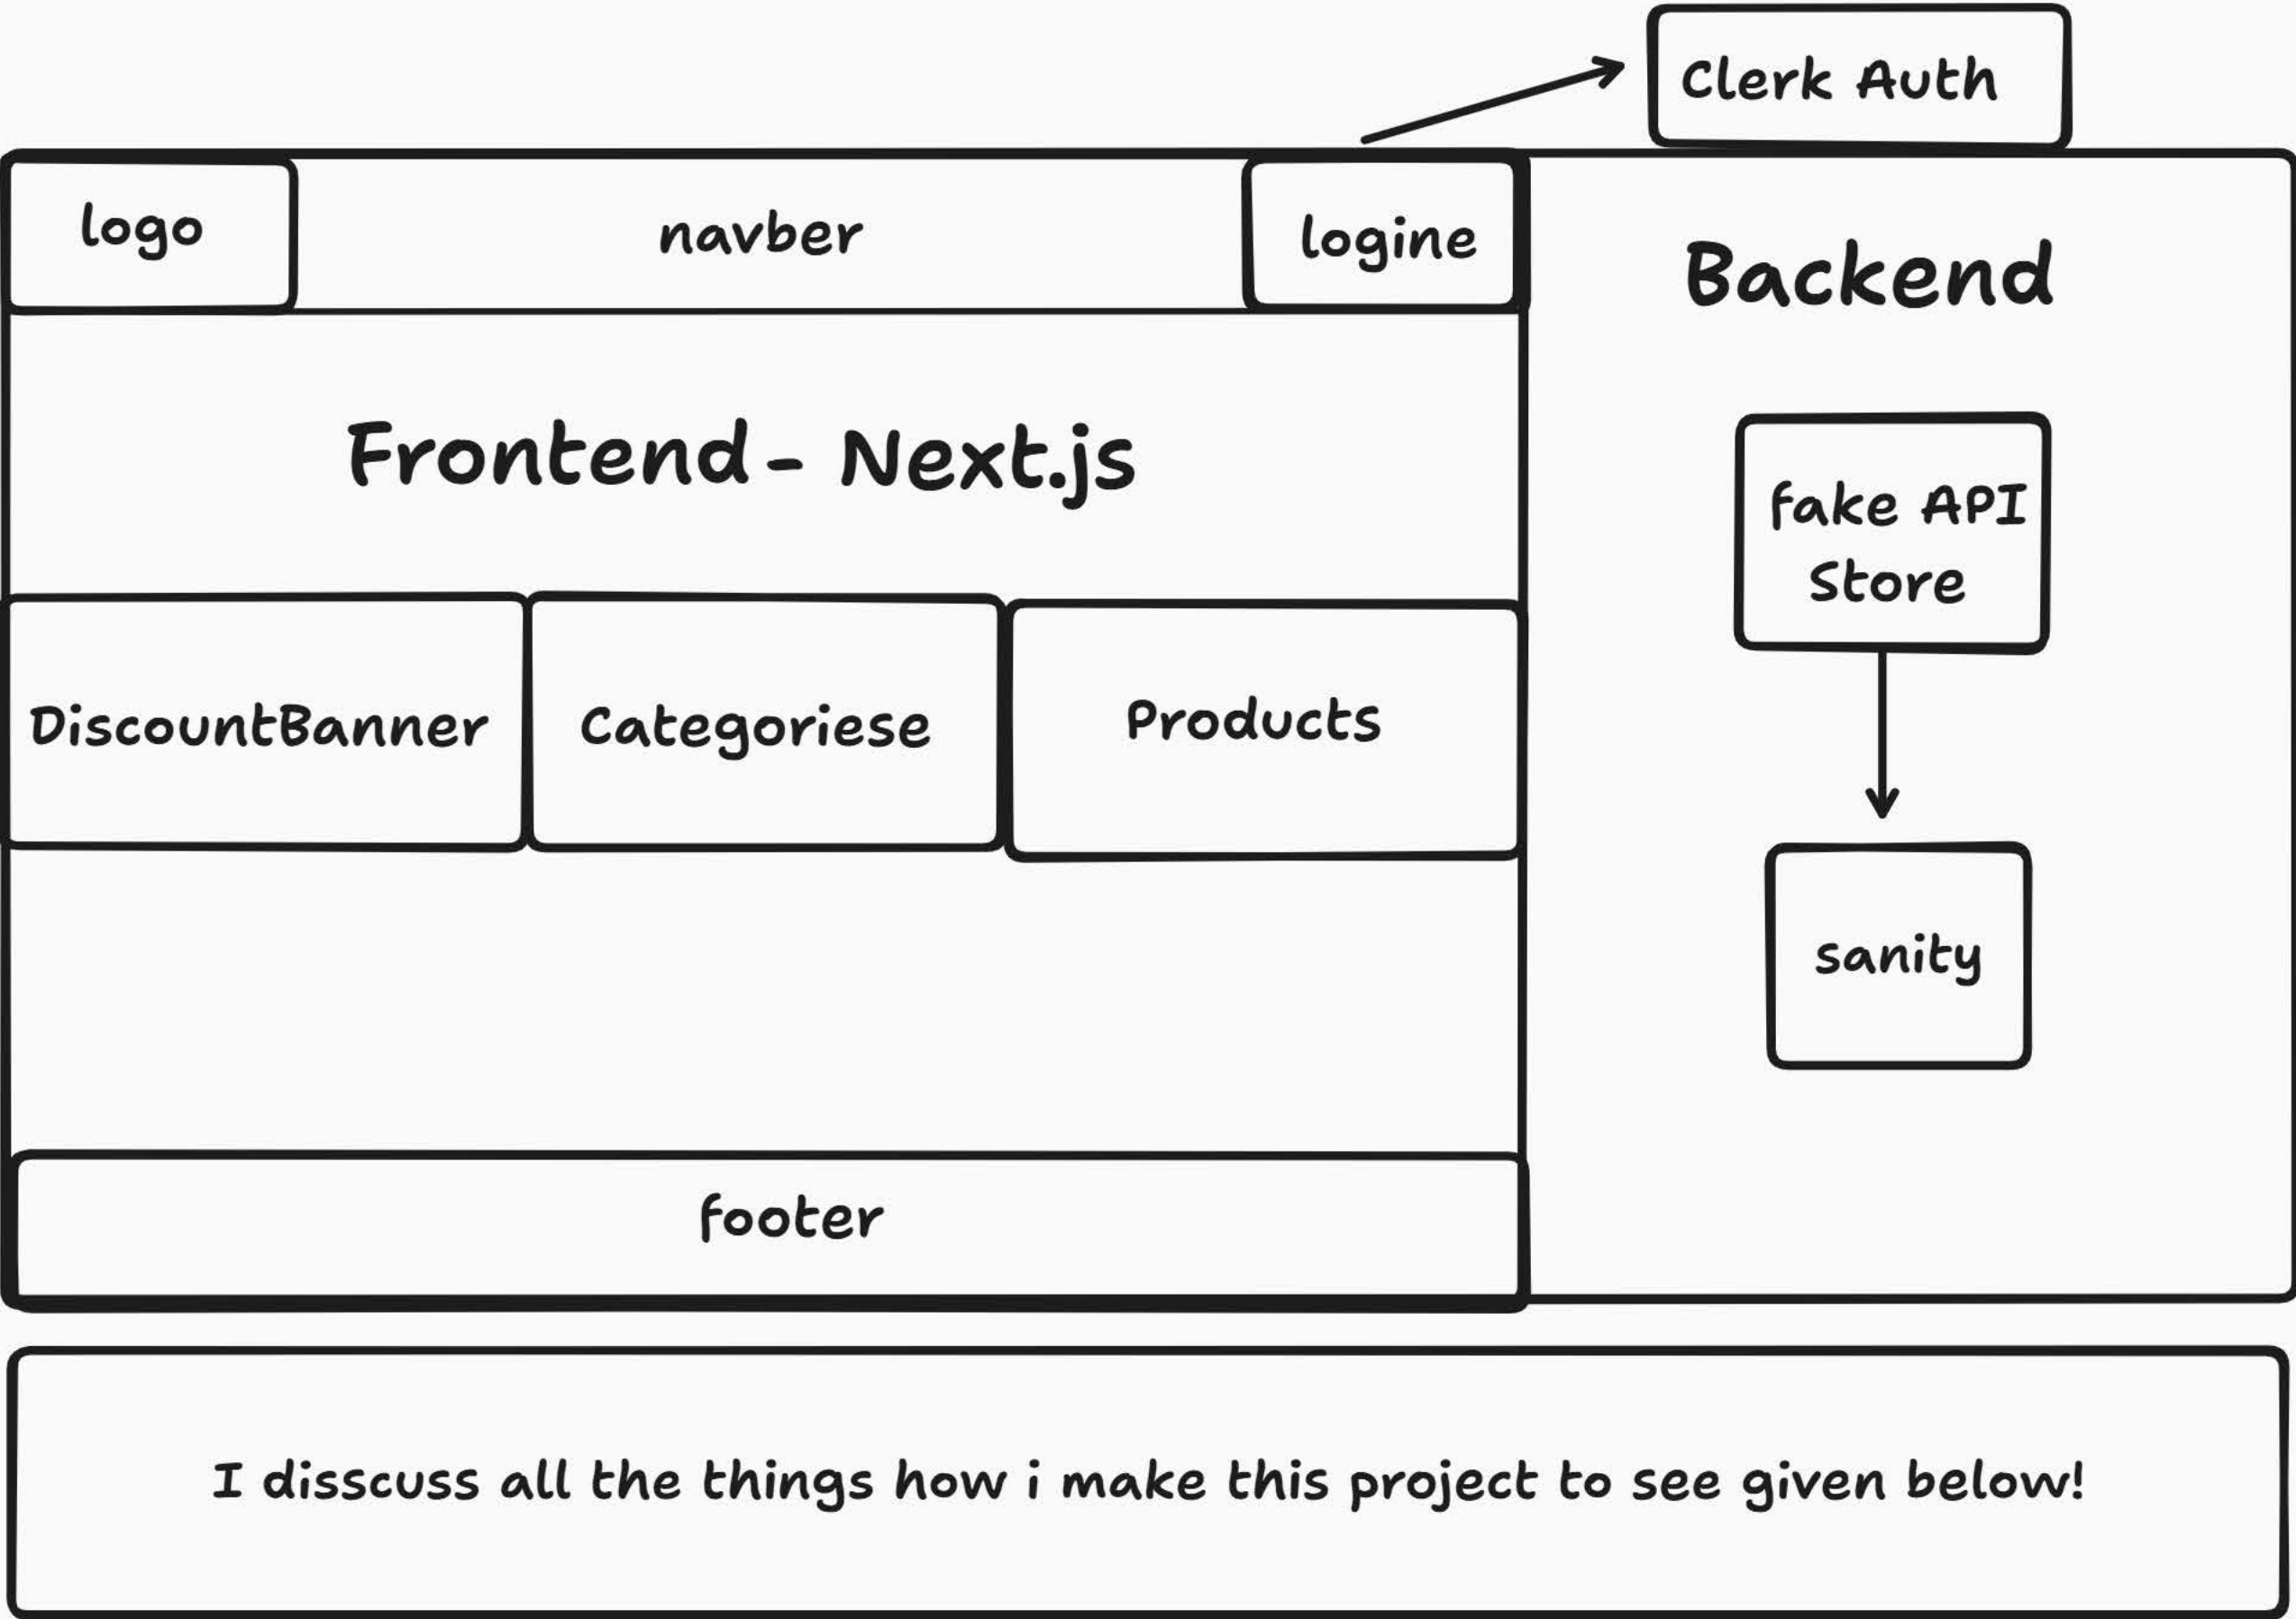 Clerk Auth
logo
navber
logine
Backend
Frontend- Next.js
fake API
Store
DiscountBanner
Categoriese
Products
sanity
footer
I disscuss all the things how i make this project to see given below!